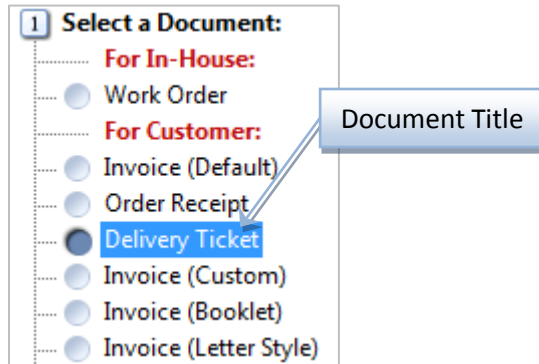 1 Select a Document:
For In-House:
Work Order
For Customer:
Document Title
Invoice (Default)
Order Receipt
Delivery Ticket
Invoice (Custom)
Invoice (Booklet)
Invoice (Letter Style)